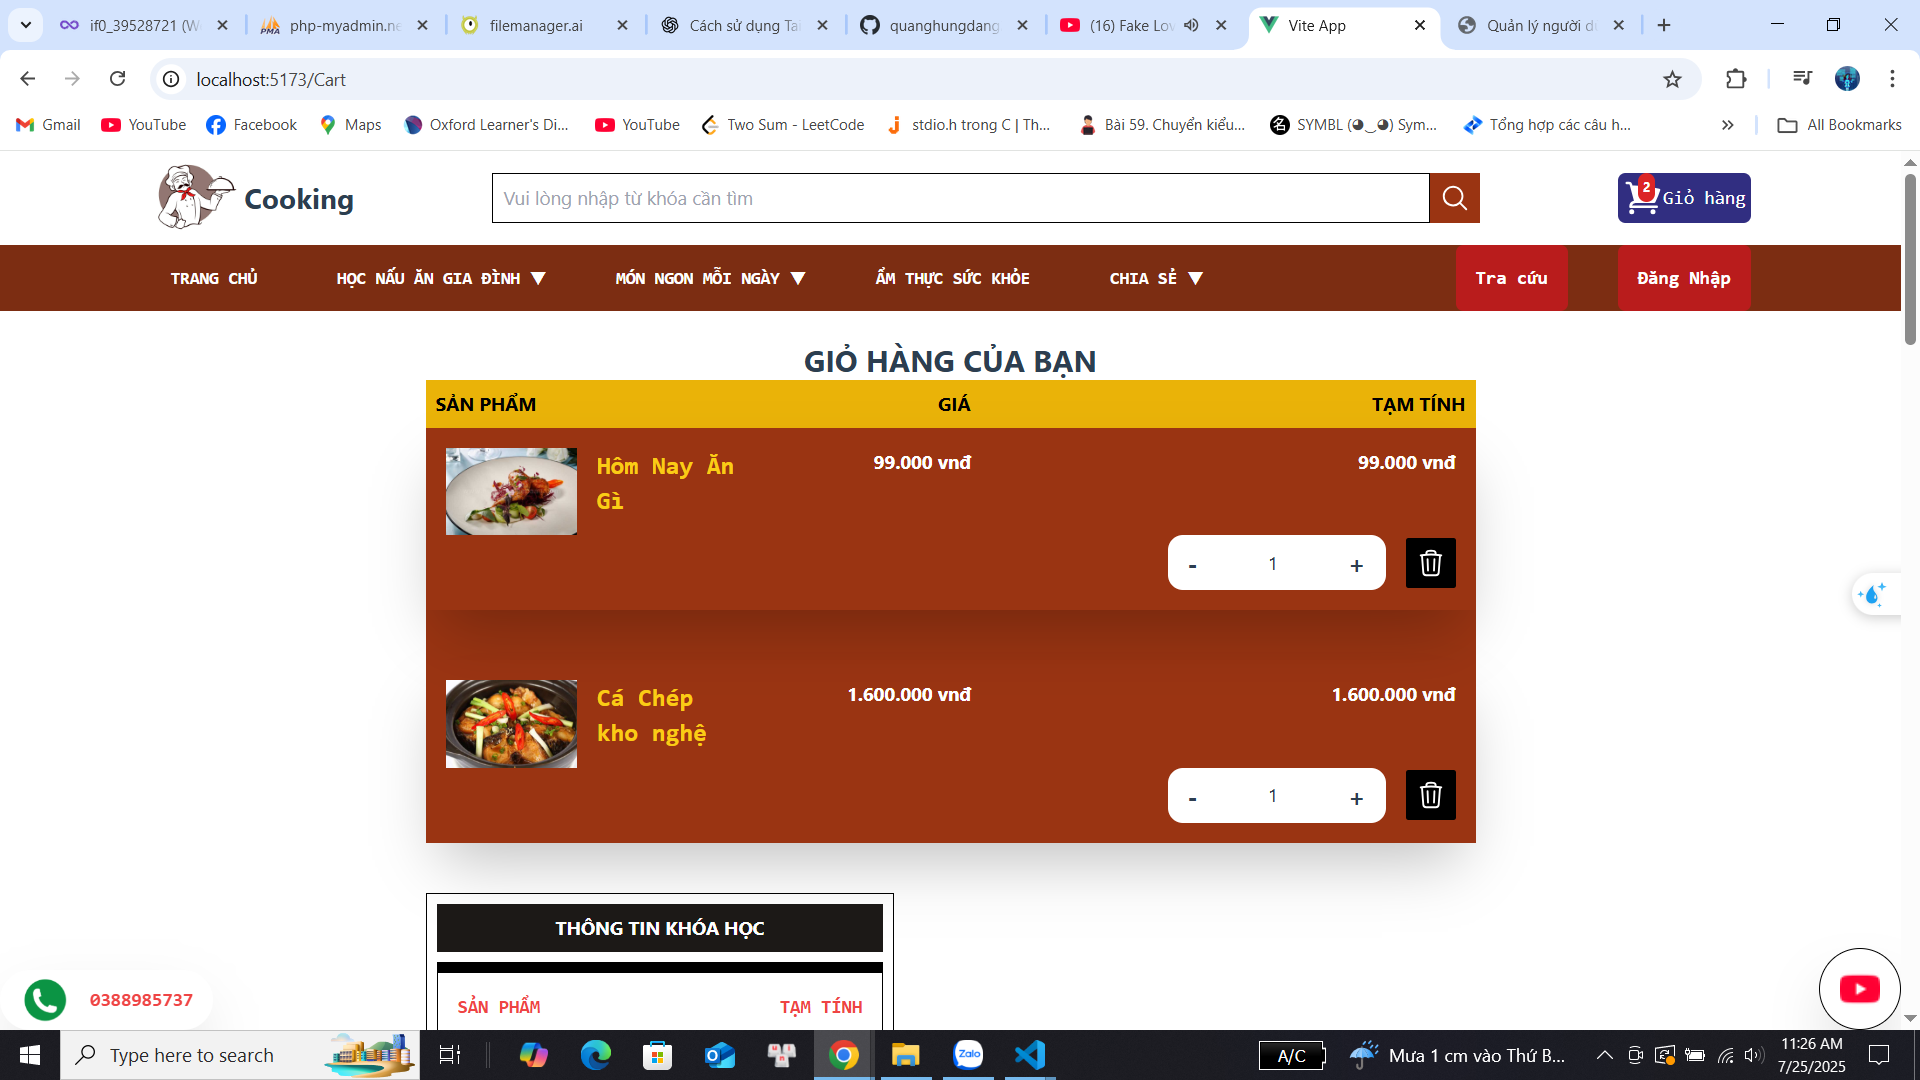 if0_39528721 (W
php-myadmin.ne
filemanager.ai
Cách sử dụng Tai
quanghungdang
(16) Fake Lov
Vite App
Quản lý người d
localhost:5173/Cart
Gmail
YouTube
Facebook
Maps
Oxford Learner's Di...
YouTube
Two Sum - LeetCode
stdio.h trong C | Th...
Bài 59. Chuyển kiểu...
SYMBL (◕‿◕) Sym...
Tổng hợp các câu h...
All Bookmarks
Cooking
Vui lòng nhập từ khóa cần tìm
2
Giỏ hàng
TRANG CHỦ
HỌC NẤU ĂN GIA ĐÌNH ▼
MÓN NGON MỖI NGÀY ▼
ẨM THỰC SỨC KHỎE
CHIA SẺ ▼
Tra cứu
Đăng Nhập
GIỎ HÀNG CỦA BẠN
SẢN PHẨM
GIÁ
TẠM TÍNH
Hôm Nay Ăn
Gì
99.000 vnđ
99.000 vnđ
- 1 +
Cá Chép
kho nghệ
1.600.000 vnđ
1.600.000 vnđ
- 1 +
THÔNG TIN KHÓA HỌC
SẢN PHẨM
TẠM TÍNH
0388985737
Type here to search
Zalo
A/C
Mưa 1 cm vào Thứ B...
11:26 AM
7/25/2025